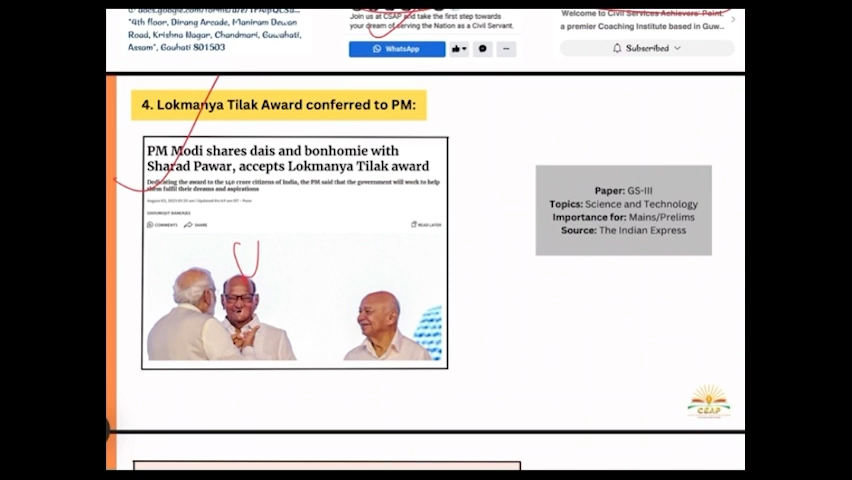 docs.google.com/forms/d/e/1FAIpQLSd...
"4th floor, Dirang Arcade, Maniram Dewan
Road, Krishna Nagar, Chandmari, Guwahati,
Assam", Gauhati 801503
Join us at CSAP and take the first step towards
your dream of serving the Nation as a Civil Servant.
WhatsApp
Welcome to Civil Services Achievers' Point,
a premier Coaching Institute based in Guw...
Subscribed
4. Lokmanya Tilak Award conferred to PM:
PM Modi shares dais and bonhomie with
Sharad Pawar, accepts Lokmanya Tilak award
Dedicating the award to the 140 crore citizens of India, the PM said that the government will work to help
them fulfil their dreams and aspirations
COMMENTS SHARE READ LATER
Paper: GS-III
Topics: Science and Technology
Importance for: Mains/Prelims
Source: The Indian Express
CSAP